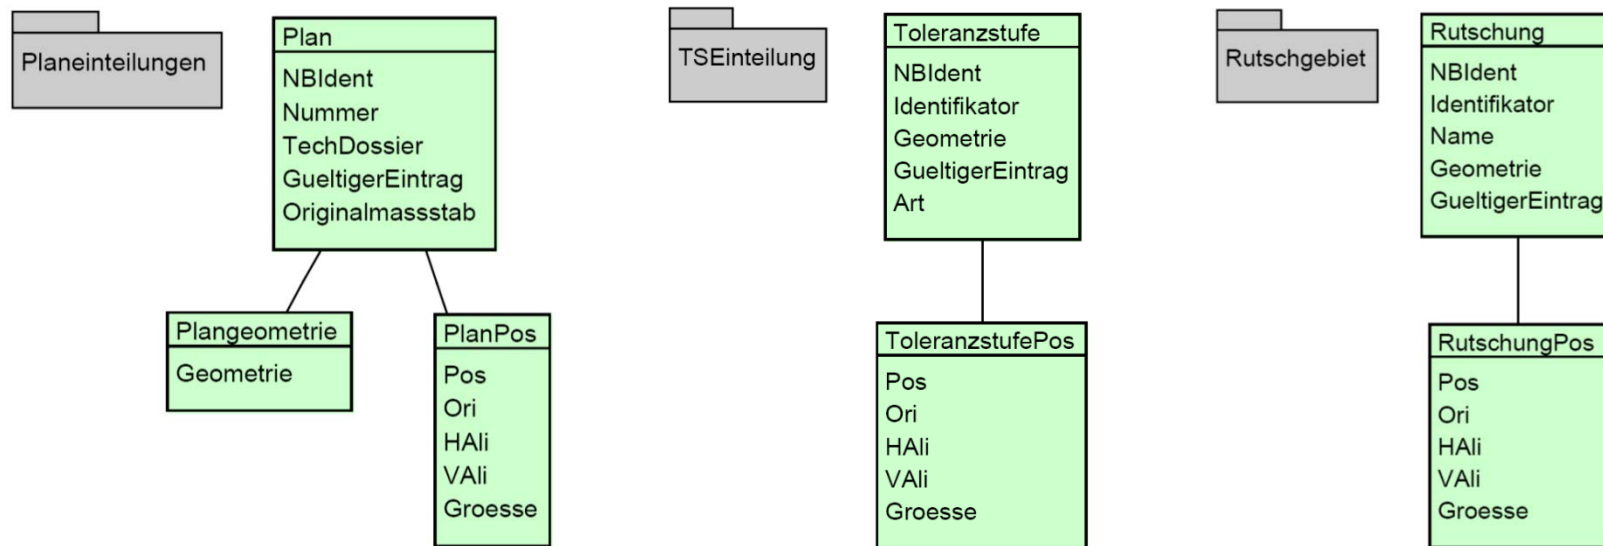 Planeinteilungen
Plan
NBIdent
Nummer
TechDossier
GueltigerEintrag
Originalmassstab
Plangeometrie
Geometrie
PlanPos
Pos
Ori
HAli
VAli
Groesse
TSEinteilung
Toleranzstufe
NBIdent
Identifikator
Geometrie
GueltigerEintrag
Art
ToleranzstufePos
Pos
Ori
HAli
VAli
Groesse
Rutschgebiet
Rutschung
NBIdent
Identifikator
Name
Geometrie
GueltigerEintrag
RutschungPos
Pos
Ori
HAli
VAli
Groesse